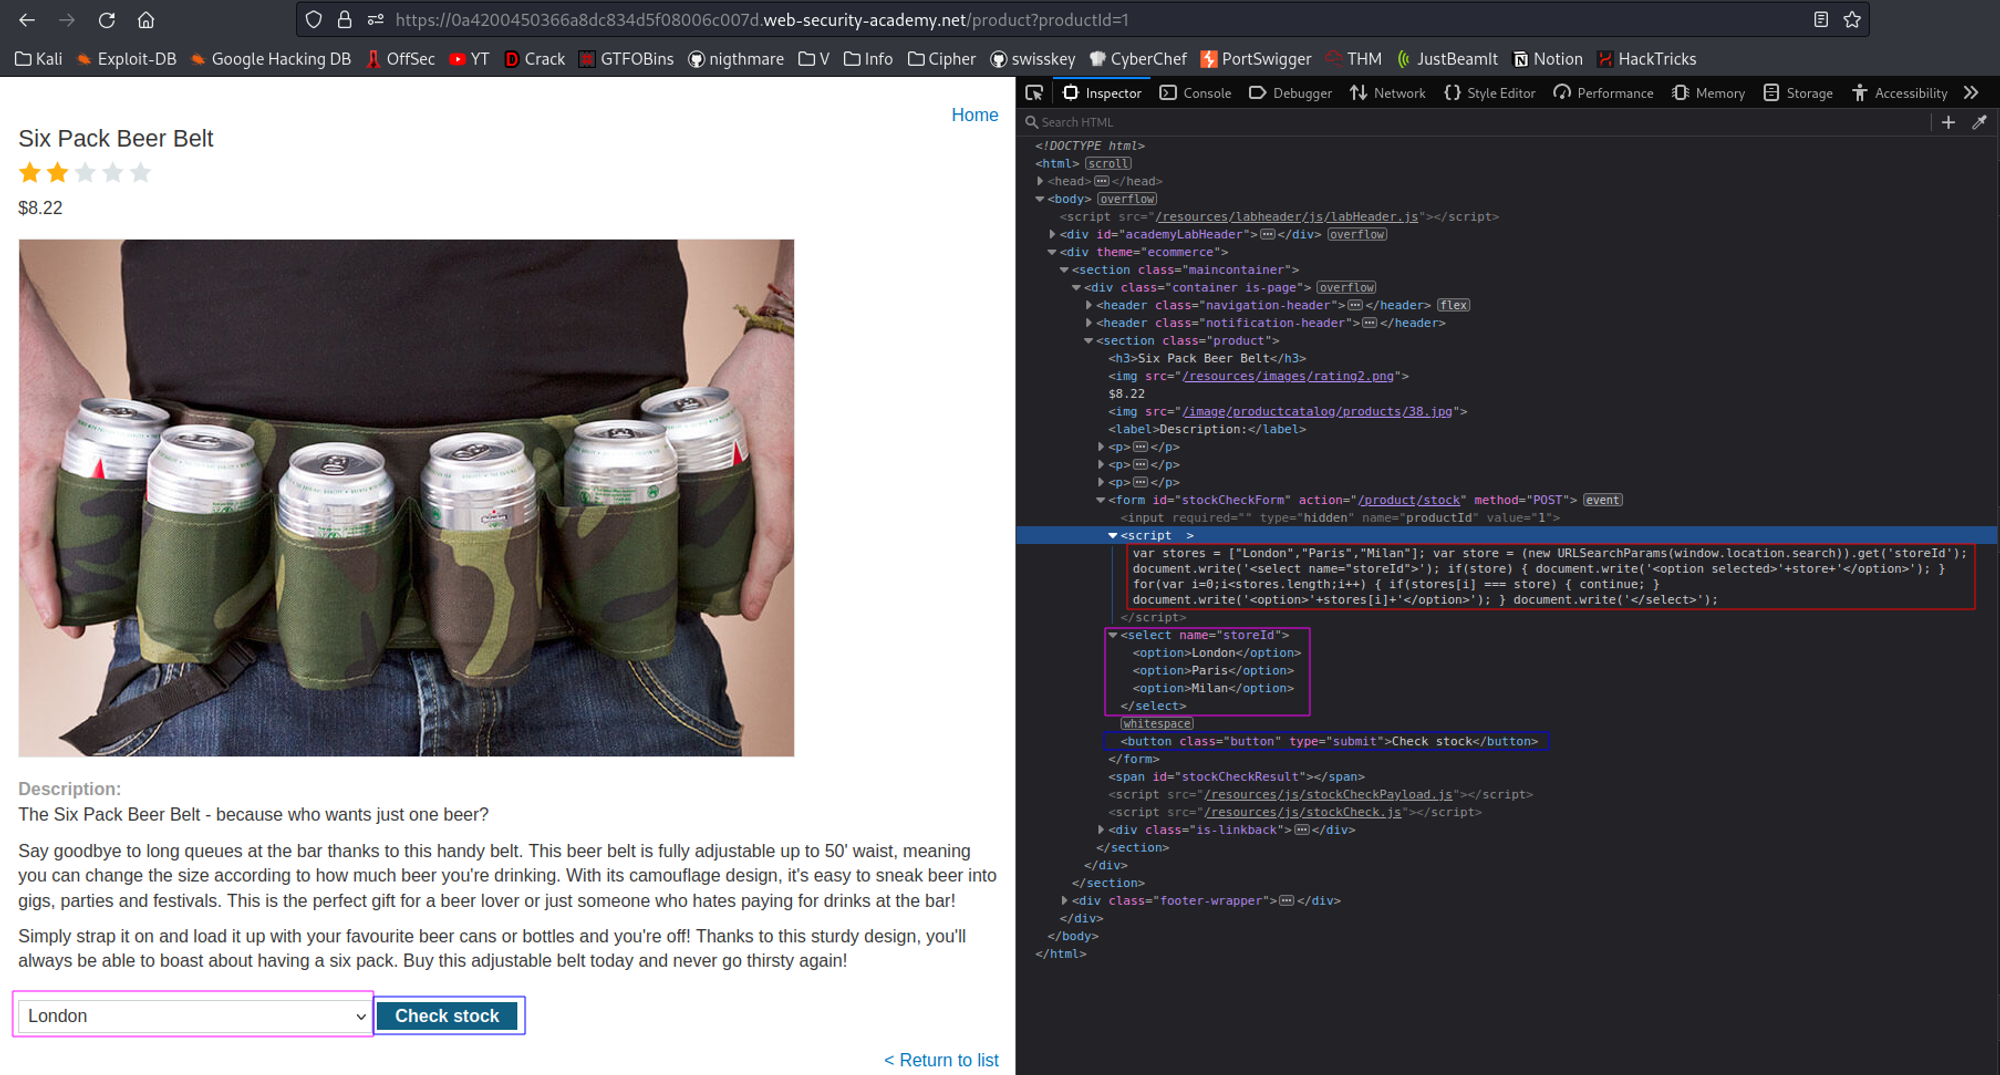 https://0a4200450366a8dc834d5f08006c007d.web-security-academy.net/product?productId=1
Kali Exploit-DB Google Hacking DB OffSec YT Crack GTFOBins nigthmare V Info Cipher swisskey CyberChef PortSwigger THM JustBeamIt Notion HackTricks
Home
Six Pack Beer Belt
$8.22
Description:
The Six Pack Beer Belt - because who wants just one beer?
Say goodbye to long queues at the bar thanks to this handy belt. This beer belt is fully adjustable up to 50' waist, meaning
you can change the size according to how much beer you're drinking. With its camouflage design, it's easy to sneak beer into
gigs, parties and festivals. This is the perfect gift for a beer lover or just someone who hates paying for drinks at the bar!
Simply strap it on and load it up with your favourite beer cans or bottles and you're off! Thanks to this sturdy design, you'll
always be able to boast about having a six pack. Buy this adjustable belt today and never go thirsty again!
London Check stock
< Return to list
Inspector Console Debugger Network Style Editor Performance Memory Storage Accessibility
Search HTML
<!DOCTYPE html>
<html> scroll
<head> ··· </head>
<body> overflow
<script src="/resources/labheader/js/labHeader.js"></script>
<div id="academyLabHeader"> ··· </div> overflow
<div theme="ecommerce">
<section class="maincontainer">
<div class="container is-page"> overflow
<header class="navigation-header"> ··· </header> flex
<header class="notification-header"> ··· </header>
<section class="product">
<h3>Six Pack Beer Belt</h3>
<img src="/resources/images/rating2.png">
$8.22
<img src="/image/productcatalog/products/38.jpg">
<label>Description:</label>
<p> ··· </p>
<p> ··· </p>
<p> ··· </p>
<form id="stockCheckForm" action="/product/stock" method="POST"> event
<input required="" type="hidden" name="productId" value="1">
<script >
var stores = ["London","Paris","Milan"]; var store = (new URLSearchParams(window.location.search)).get('storeId');
document.write('<select name="storeId">'); if(store) { document.write('<option selected>'+store+'</option>'); }
for(var i=0;i<stores.length;i++) { if(stores[i] === store) { continue; }
document.write('<option>'+stores[i]+'</option>'); } document.write('</select>');
</script>
<select name="storeId">
<option>London</option>
<option>Paris</option>
<option>Milan</option>
</select>
whitespace
<button class="button" type="submit">Check stock</button>
</form>
<span id="stockCheckResult"></span>
<script src="/resources/js/stockCheckPayload.js"></script>
<script src="/resources/js/stockCheck.js"></script>
<div class="is-linkback"> ··· </div>
</section>
</div>
</section>
<div class="footer-wrapper"> ··· </div>
</div>
</body>
</html>